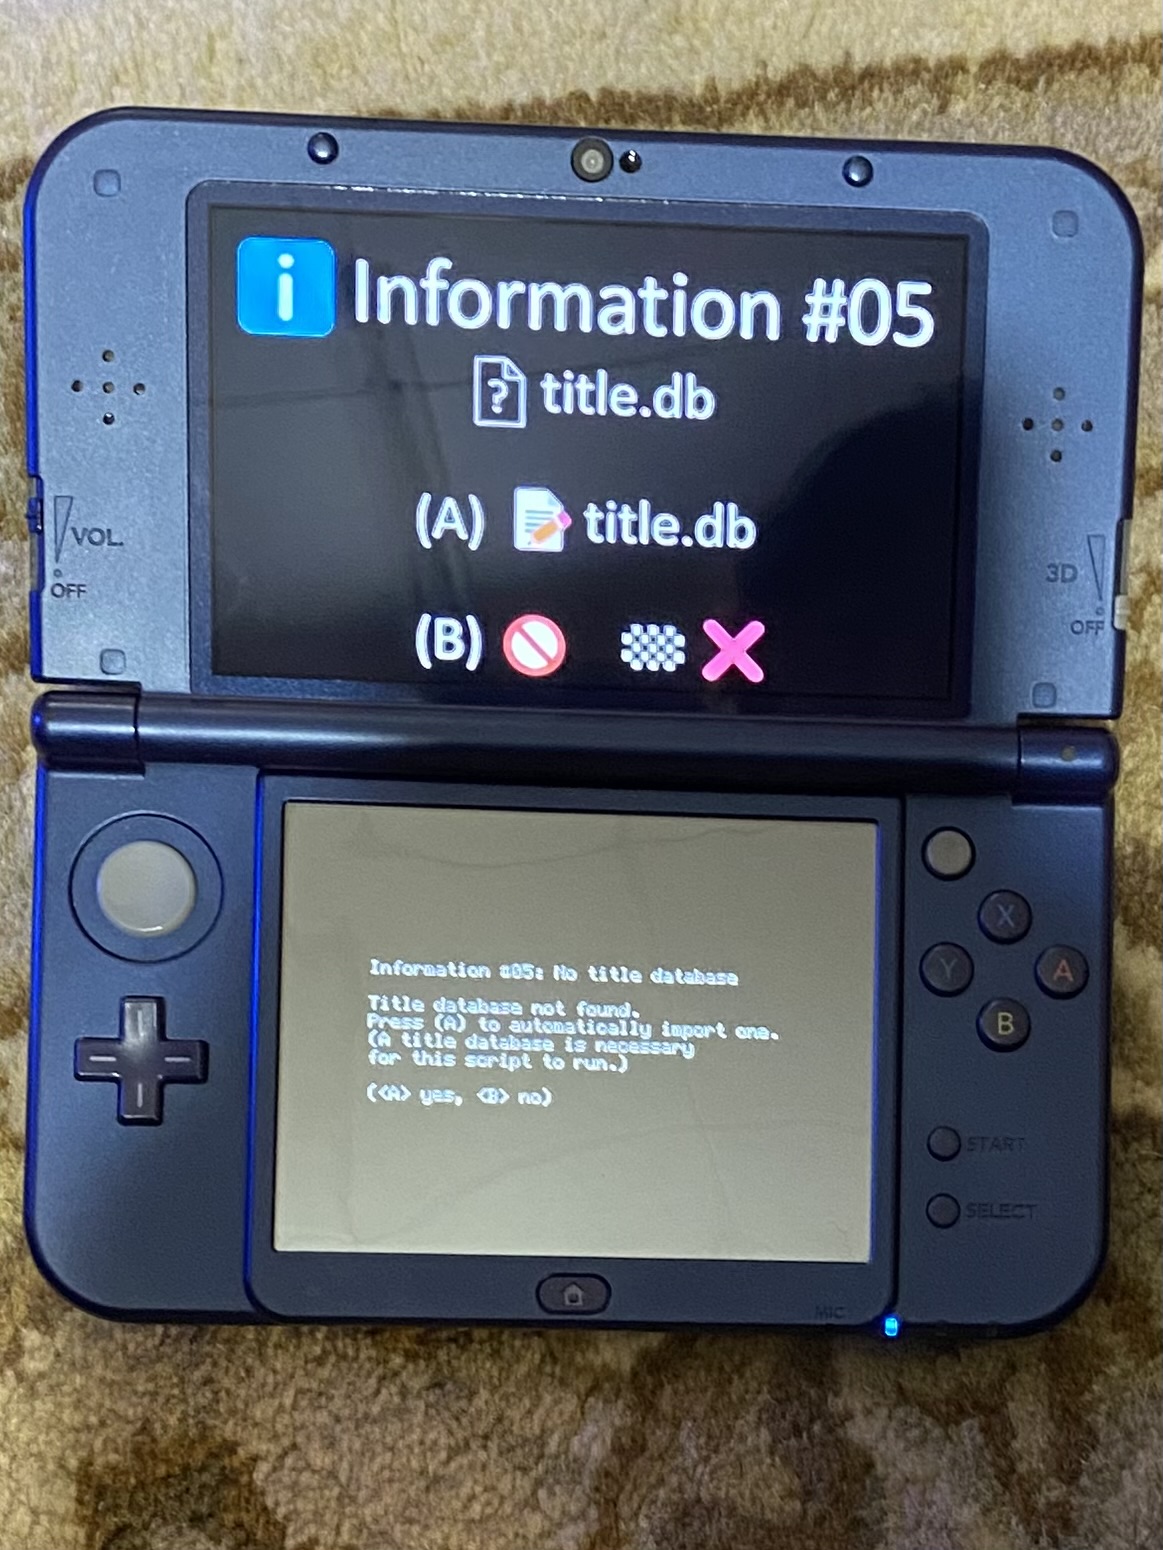 Information #05
title.db
(A) title.db
(B)
VOL.
OFF
3D
OFF
Information #05: No title database
Title database not found.
Press (A) to automatically import one.
(A title database is necessary
for this script to run.)
(<A> yes, <B> no)
X
Y
A
B
START
SELECT
MIC